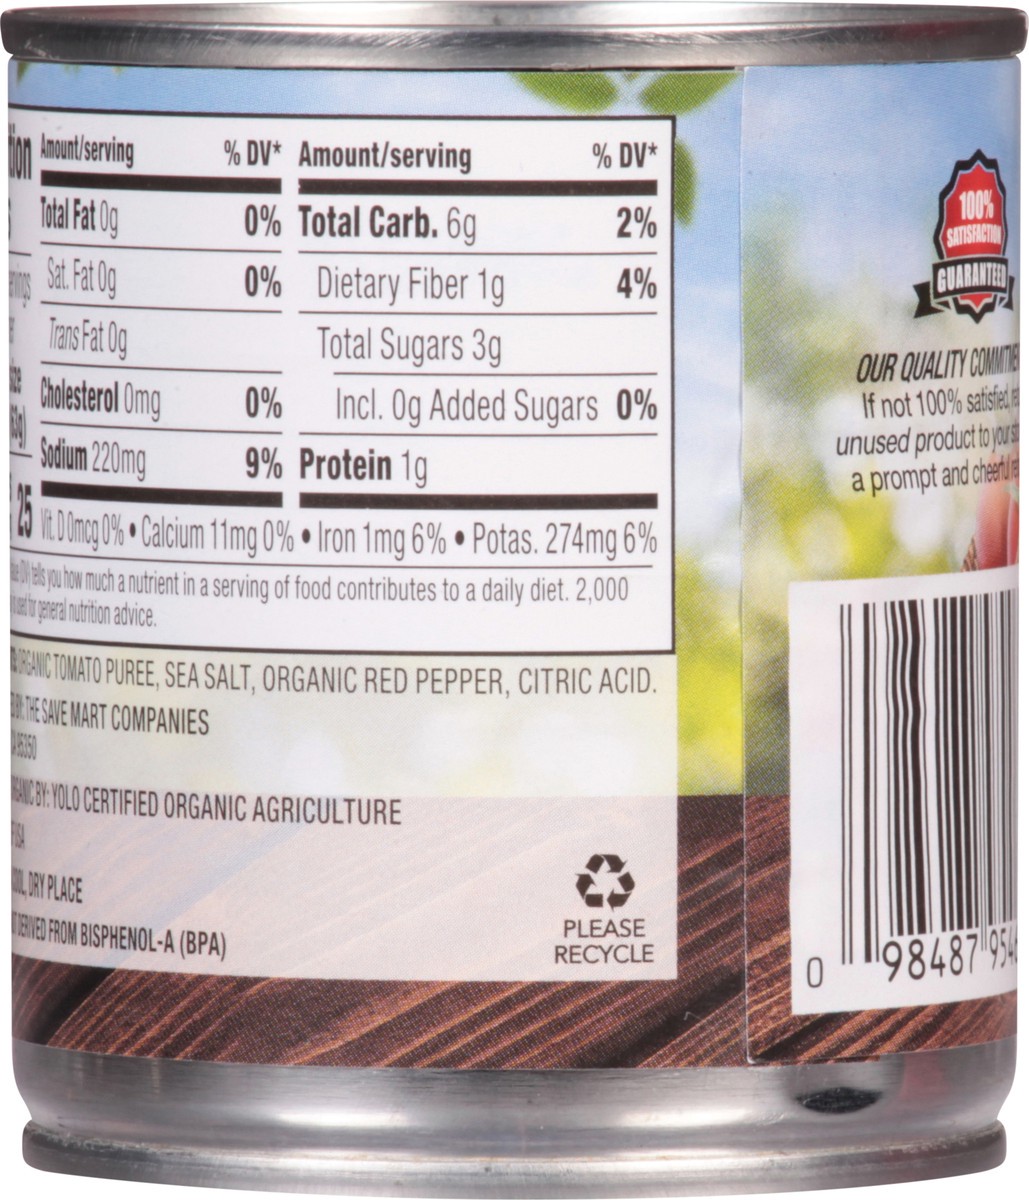 Amount/serving % DV* Amount/serving % DV*
Total Fat 0g 0% Total Carb. 6g 2%
Sat. Fat 0g 0% Dietary Fiber 1g 4%
Trans Fat 0g Total Sugars 3g
Cholesterol 0mg 0% Incl. 0g Added Sugars 0%
Sodium 220mg 9% Protein 1g
25 Vit. D 0mcg 0% • Calcium 11mg 0% • Iron 1mg 6% • Potas. 274mg 6%
(DV) tells you how much a nutrient in a serving of food contributes to a daily diet. 2,000
used for general nutrition advice.
ORGANIC TOMATO PUREE, SEA SALT, ORGANIC RED PEPPER, CITRIC ACID.
BY: THE SAVE MART COMPANIES
95350
BY: YOLO CERTIFIED ORGANIC AGRICULTURE
USA
DRY PLACE
DERIVED FROM BISPHENOL-A (BPA)
PLEASE
RECYCLE
100%
SATISFACTION
GUARANTEED
OUR QUALITY
If not 100% satisfied,
unused product to your
a prompt and cheerful
0 98487 954